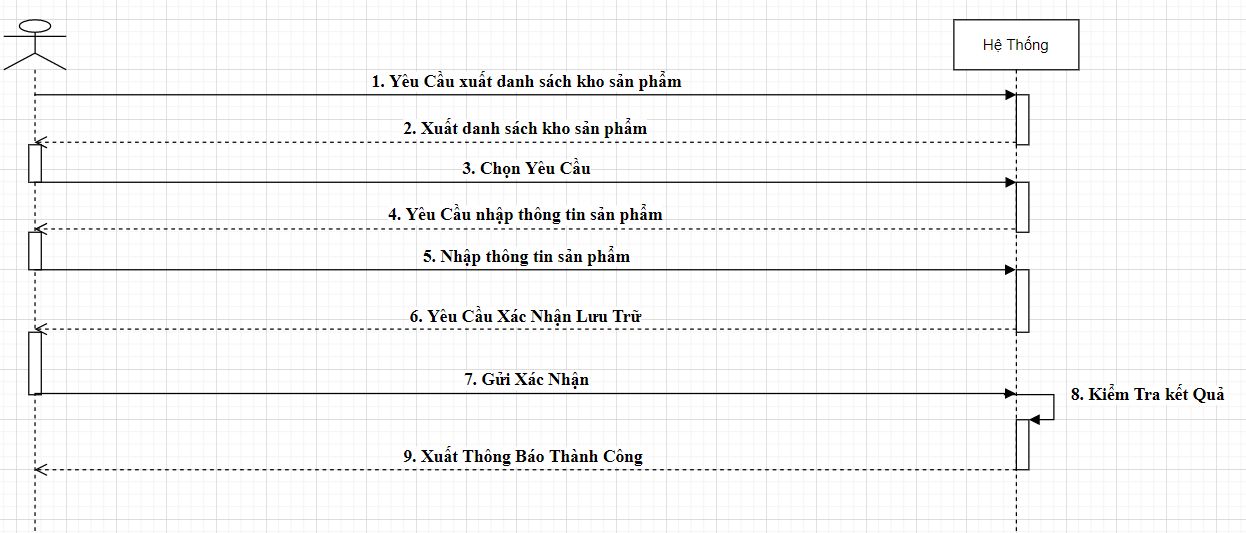 Hệ Thống
1. Yêu Cầu xuất danh sách kho sản phẩm
2. Xuất danh sách kho sản phẩm
3. Chọn Yêu Cầu
4. Yêu Cầu nhập thông tin sản phẩm
5. Nhập thông tin sản phẩm
6. Yêu Cầu Xác Nhận Lưu Trữ
7. Gửi Xác Nhận
8. Kiểm Tra kết Quả
9. Xuất Thông Báo Thành Công